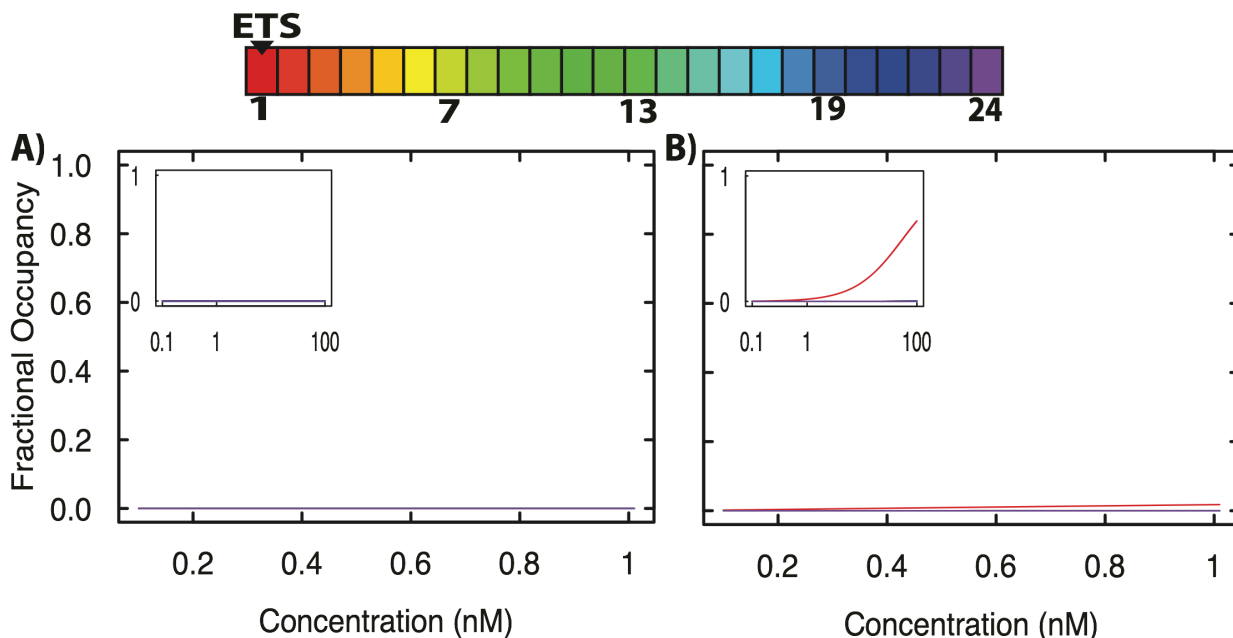 ETS
1 7 13 19 24
A)
1.0
0.8
0.6
0.4
0.2
0.0
Fractional Occupancy
1
0
0.1 1 100
0.2 0.4 0.6 0.8 1
Concentration (nM)
B)
1
0
0.1 1 100
0.2 0.4 0.6 0.8 1
Concentration (nM)